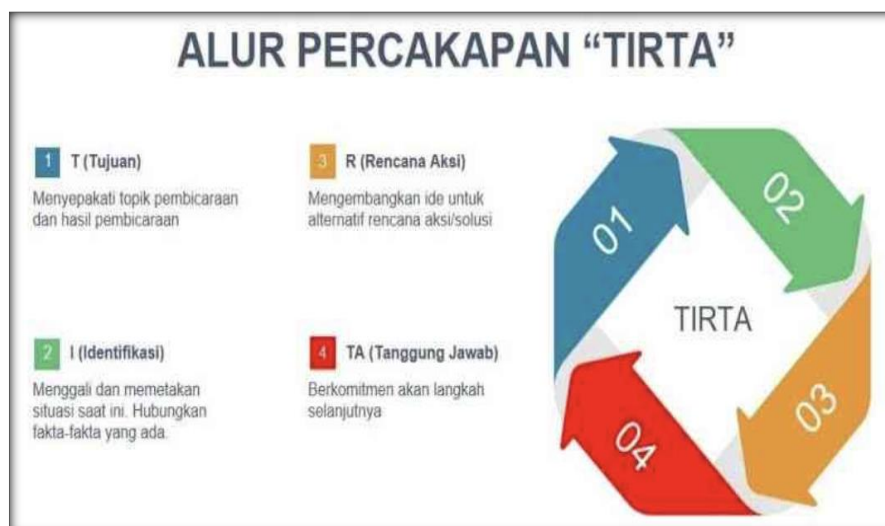 ALUR PERCAKAPAN “TIRTA”
1 T (Tujuan)
Menyepakati topik pembicaraan
dan hasil pembicaraan
2 I (Identifikasi)
Menggali dan memetakan
situasi saat ini. Hubungkan
fakta-fakta yang ada.
3 R (Rencana Aksi)
Mengembangkan ide untuk
alternatif rencana aksi/solusi
4 TA (Tanggung Jawab)
Berkomitmen akan langkah
selanjutnya
01
02
TIRTA
03
04